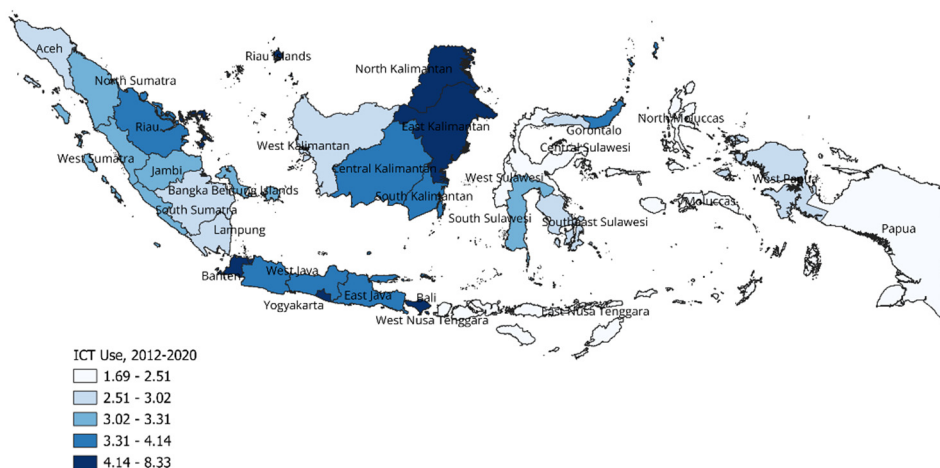 Aceh
Riau Islands
North Kalimantan
North Sumatra
Riau
East Kalimantan
Gorontalo
North Moluccas
West Kalimantan
Central Sulawesi
West Sumatra
Jambi
Central Kalimantan
West Sulawesi
West Papua
Bangka Belitung Islands
South Kalimantan
Moluccas
South Sumatra
South Sulawesi
Southeast Sulawesi
Lampung
Papua
Banten
West Java
Yogyakarta
East Java
Bali
West Nusa Tenggara
East Nusa Tenggara
ICT Use, 2012-2020
1.69 - 2.51
2.51 - 3.02
3.02 - 3.31
3.31 - 4.14
4.14 - 8.33